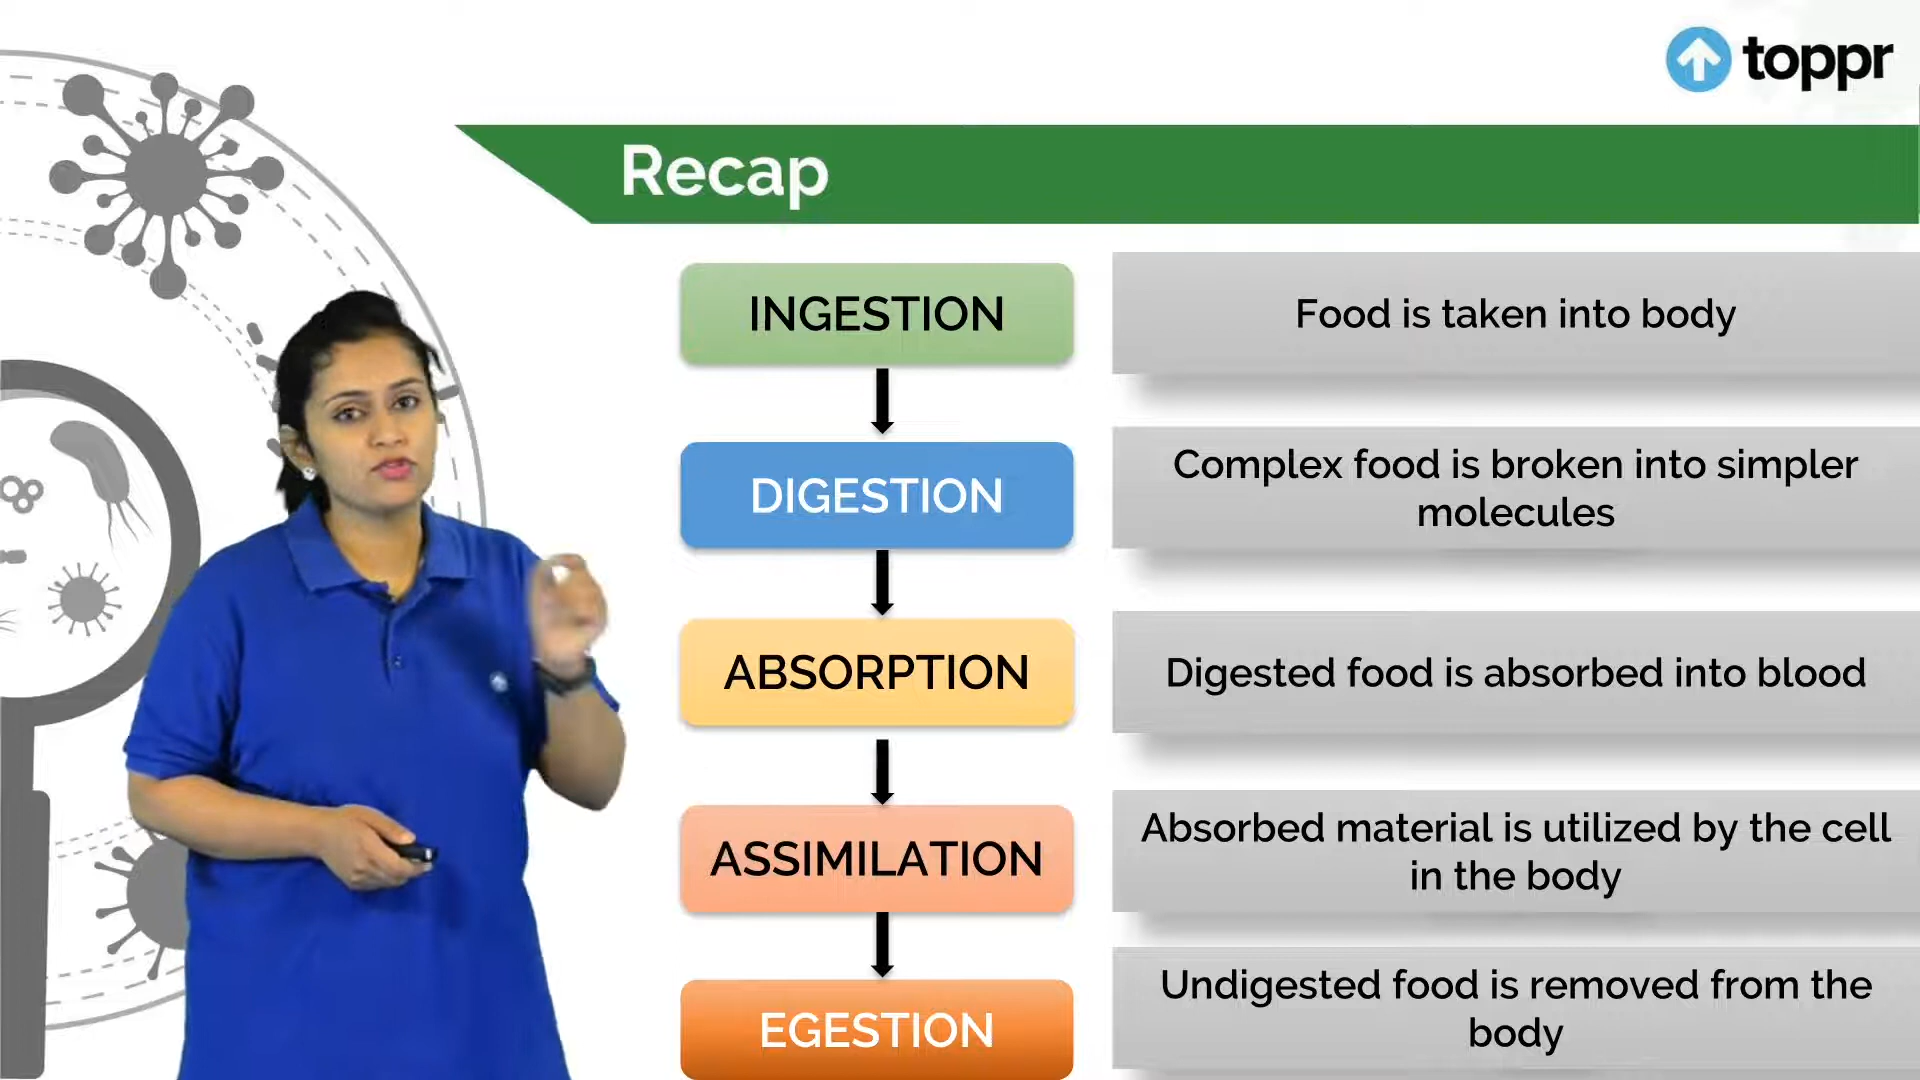 toppr
Recap
INGESTION
Food is taken into body
DIGESTION
Complex food is broken into simpler
molecules
ABSORPTION
Digested food is absorbed into blood
ASSIMILATION
Absorbed material is utilized by the cell
in the body
EGESTION
Undigested food is removed from the
body